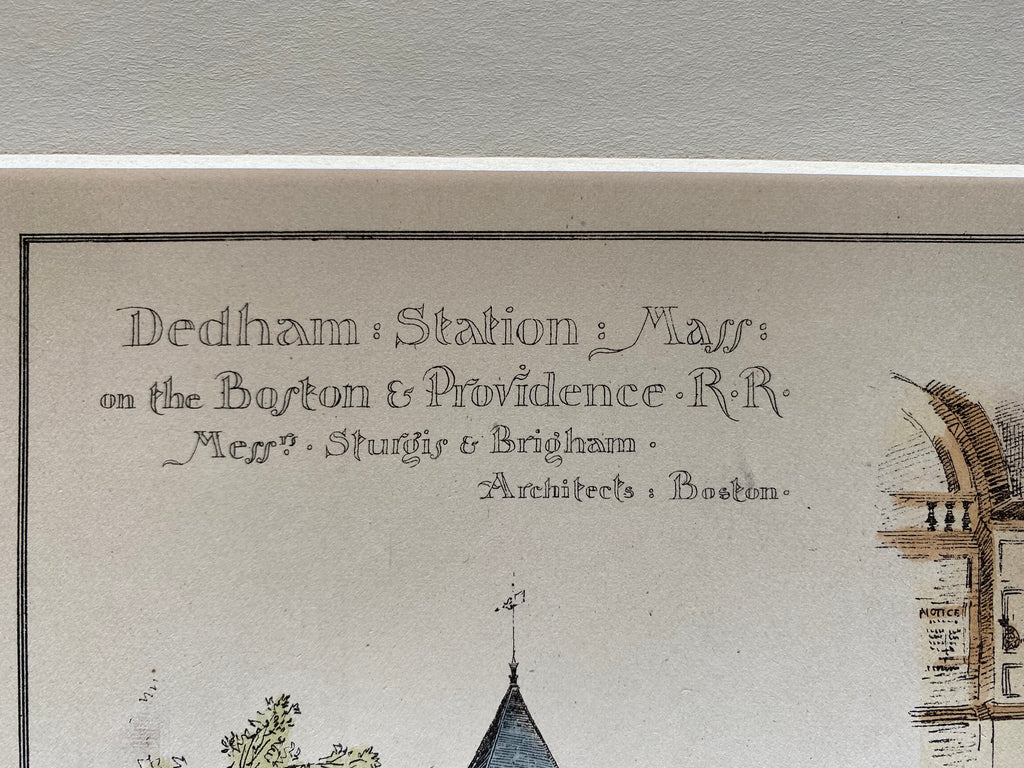 Dedham : Station : Mass :
on the Boston & Providence · R · R ·
Messrs. · Sturgis & Brigham ·
Architects : Boston ·
NOTICE